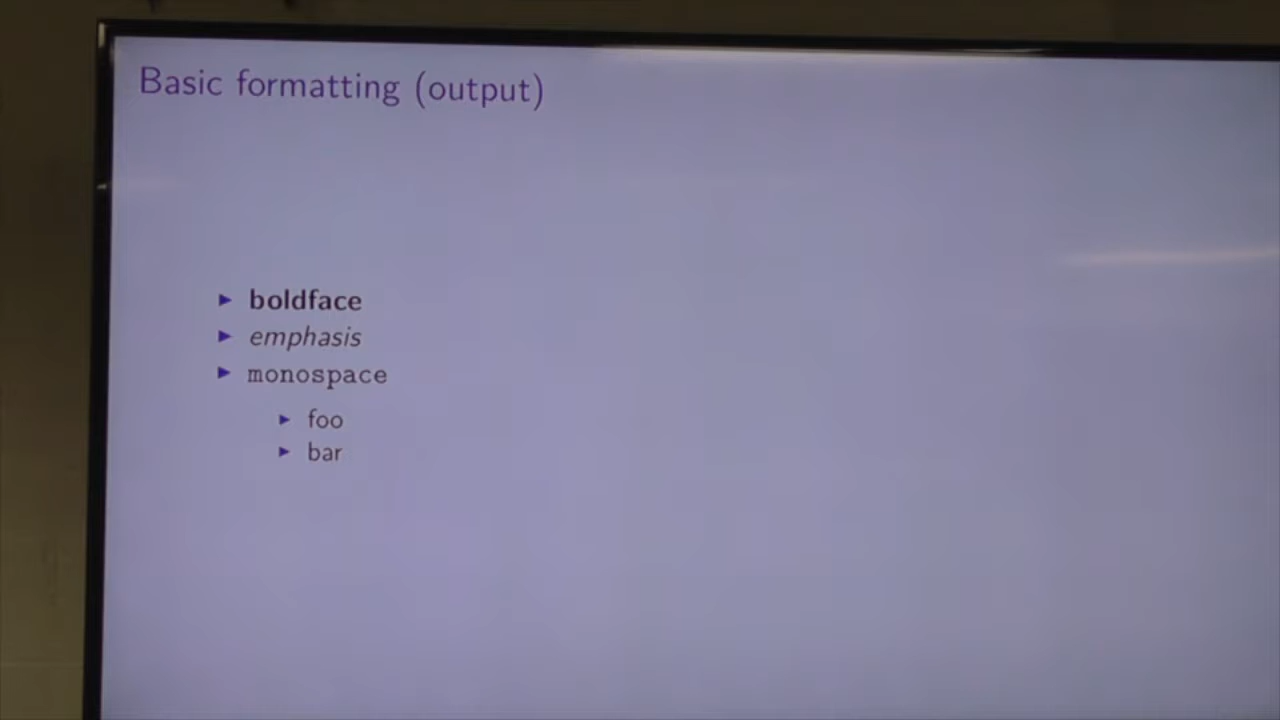 Basic formatting (output)
boldface
emphasis
monospace
foo
bar